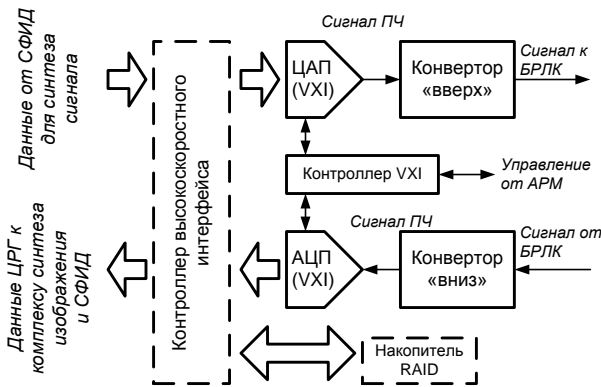 Данные от СФИД
для синтеза
сигнала
Данные ЦРГ к
комплексу синтеза
изображения
и СФИД
Контроллер высокоскоростного
интерфейса
Сигнал ПЧ
ЦАП
(VXI)
Конвертор
«вверх»
Сигнал к
БРЛК
Контроллер VXI
Управление
от АРМ
Сигнал ПЧ
АЦП
(VXI)
Конвертор
«вниз»
Сигнал от
БРЛК
Накопитель
RAID